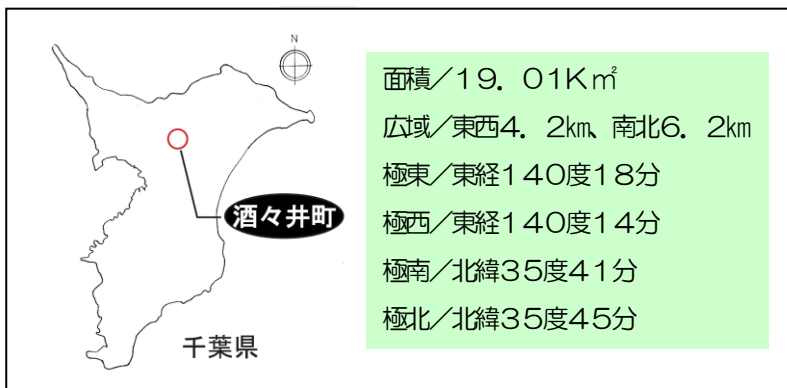 N
酒々井町
千葉県
面積／19．01K㎡
広域／東西4．2㎞、南北6．2㎞
極東／東経140度18分
極西／東経140度14分
極南／北緯35度41分
極北／北緯35度45分